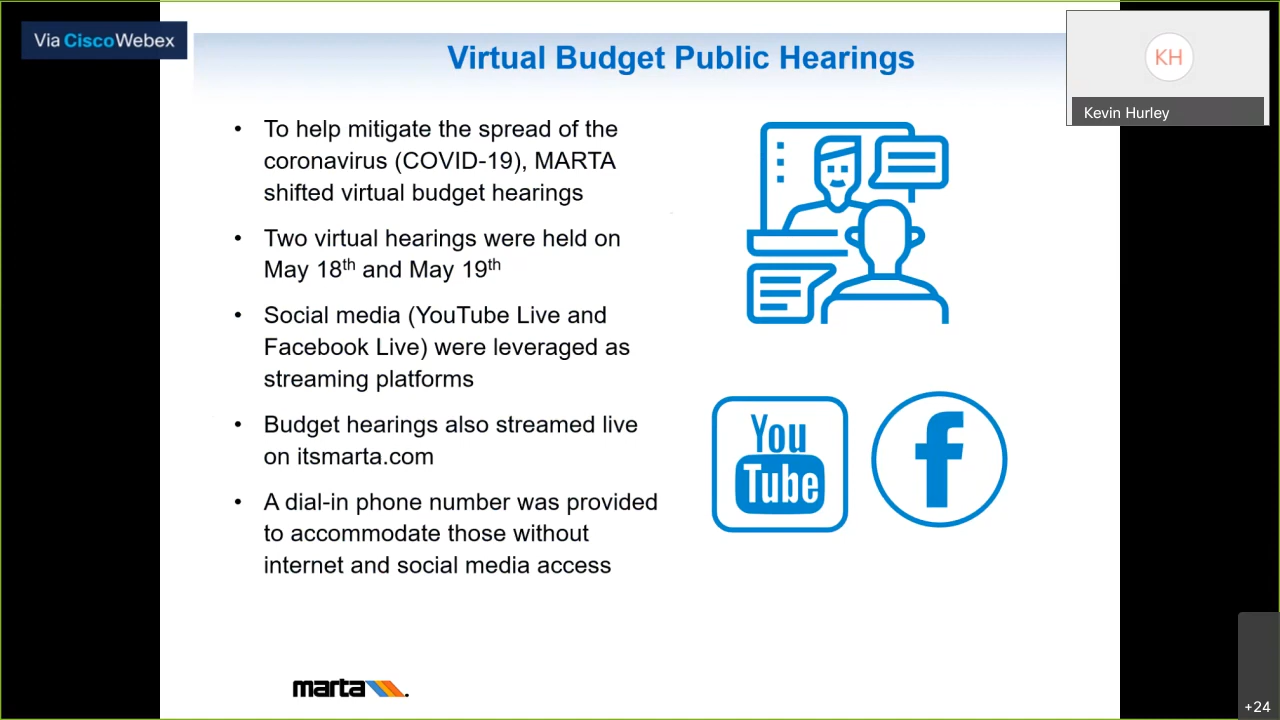 Via CiscoWebex
Virtual Budget Public Hearings
KH
Kevin Hurley
• To help mitigate the spread of the
coronavirus (COVID-19), MARTA
shifted virtual budget hearings
• Two virtual hearings were held on
May 18th and May 19th
• Social media (YouTube Live and
Facebook Live) were leveraged as
streaming platforms
• Budget hearings also streamed live
on itsmarta.com
• A dial-in phone number was provided
to accommodate those without
internet and social media access
You
Tube
f
marta
+24